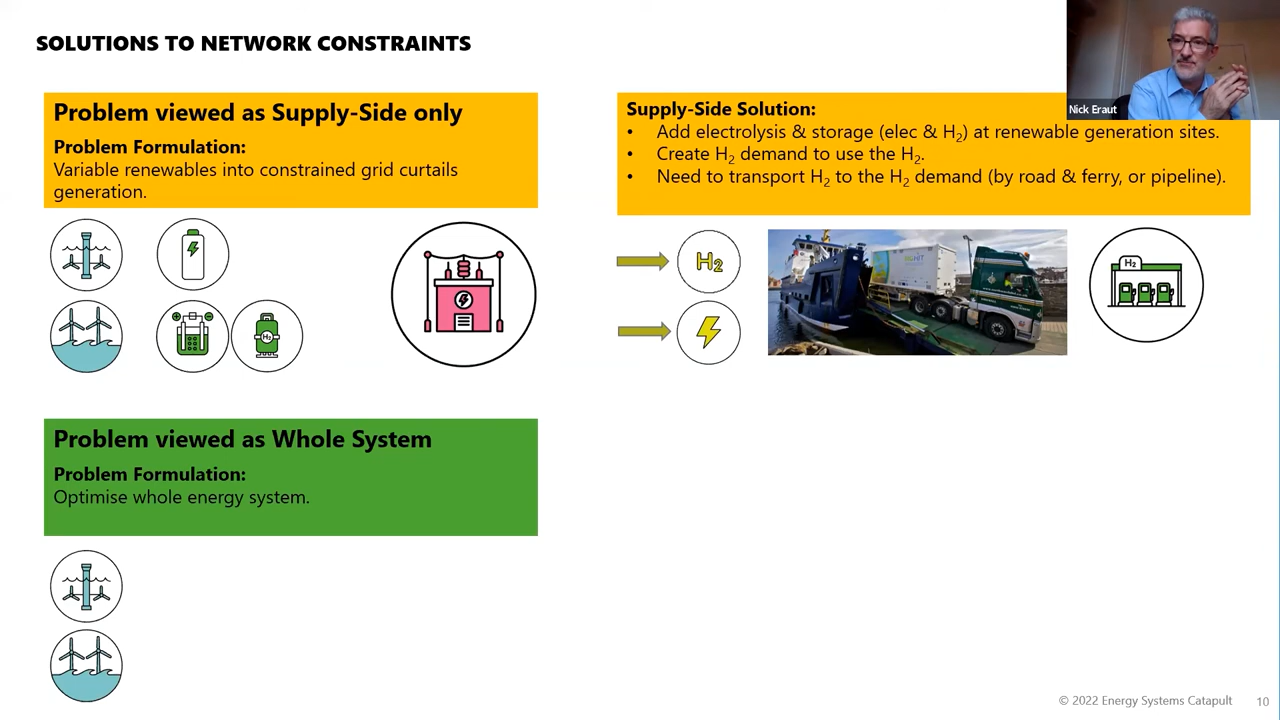 SOLUTIONS TO NETWORK CONSTRAINTS
Nick Eraut
Problem viewed as Supply-Side only
Problem Formulation:
Variable renewables into constrained grid curtails
generation.
Supply-Side Solution:
• Add electrolysis & storage (elec & H₂) at renewable generation sites.
• Create H₂ demand to use the H₂.
• Need to transport H₂ to the H₂ demand (by road & ferry, or pipeline).
H₂
H₂
H₂
Problem viewed as Whole System
Problem Formulation:
Optimise whole energy system.
© 2022 Energy Systems Catapult 10